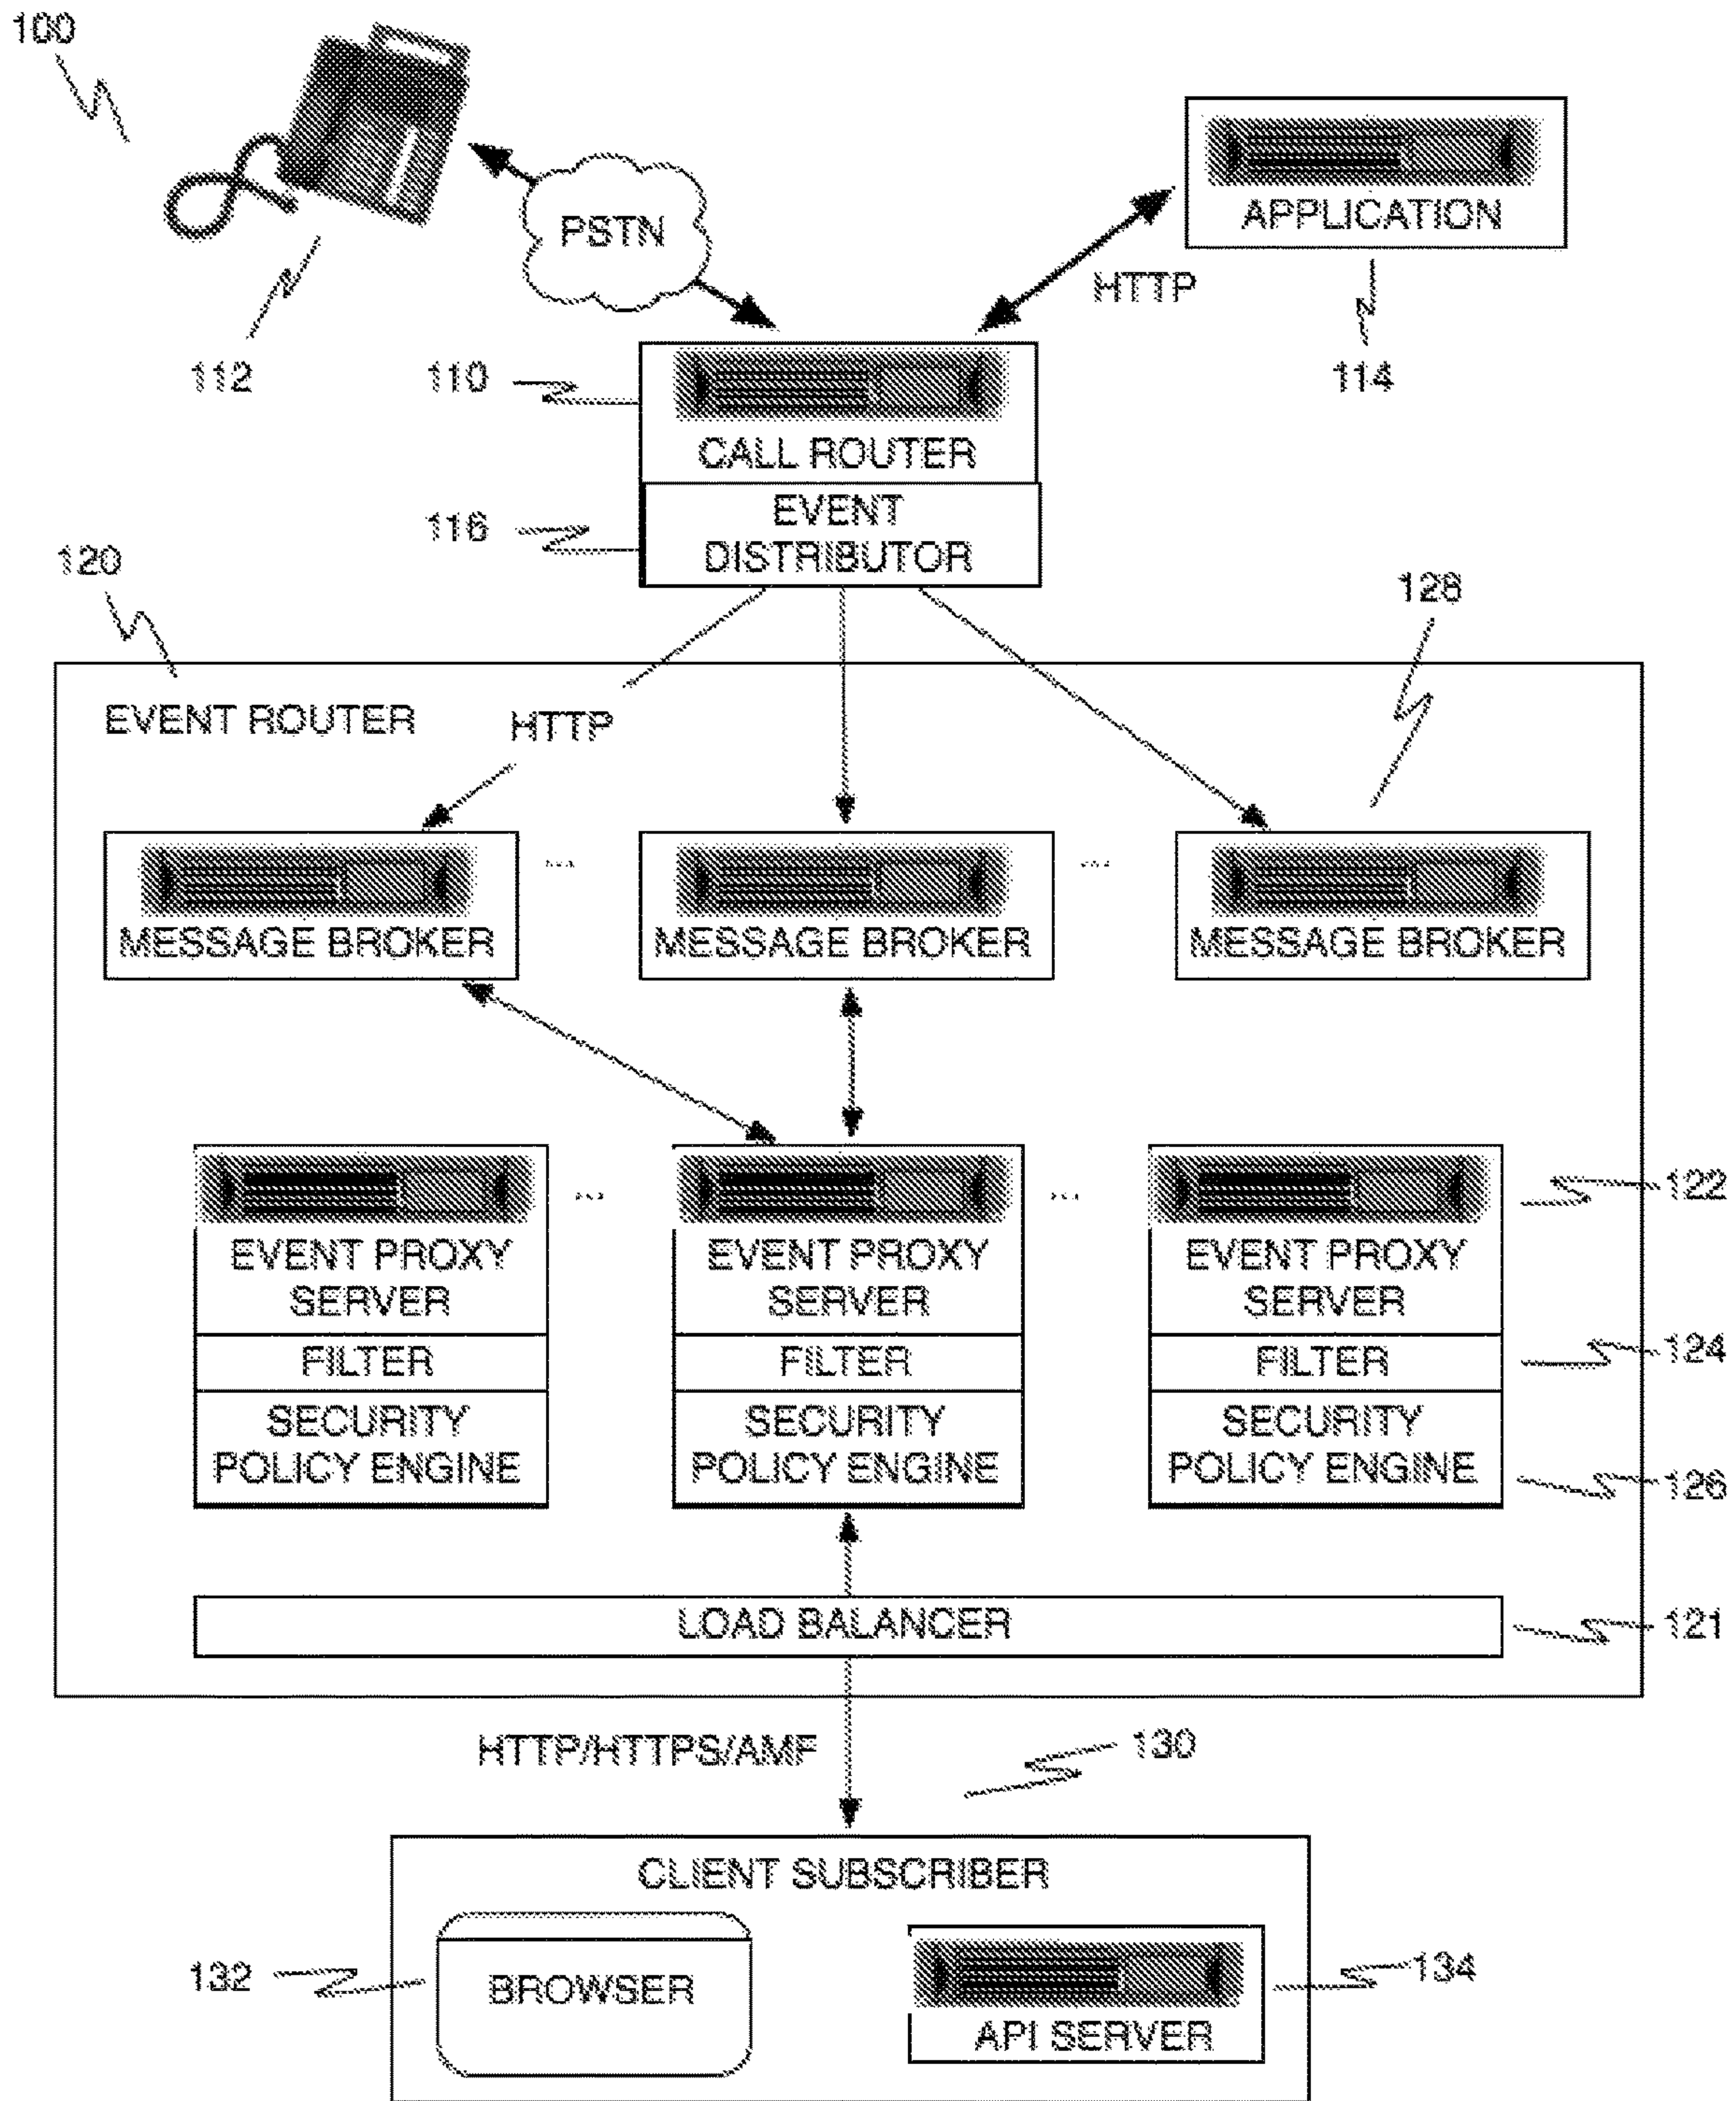 100
PSTN
APPLICATION
HTTP
112
110
114
CALL ROUTER
116
EVENT
DISTRIBUTOR
120
128
EVENT ROUTER
HTTP
MESSAGE BROKER
MESSAGE BROKER
MESSAGE BROKER
122
EVENT PROXY
SERVER
EVENT PROXY
SERVER
EVENT PROXY
SERVER
FILTER
FILTER
FILTER
124
SECURITY
POLICY ENGINE
SECURITY
POLICY ENGINE
SECURITY
POLICY ENGINE
126
LOAD BALANCER
121
HTTP/HTTPS/AMF
130
CLIENT SUBSCRIBER
132
BROWSER
134
API SERVER